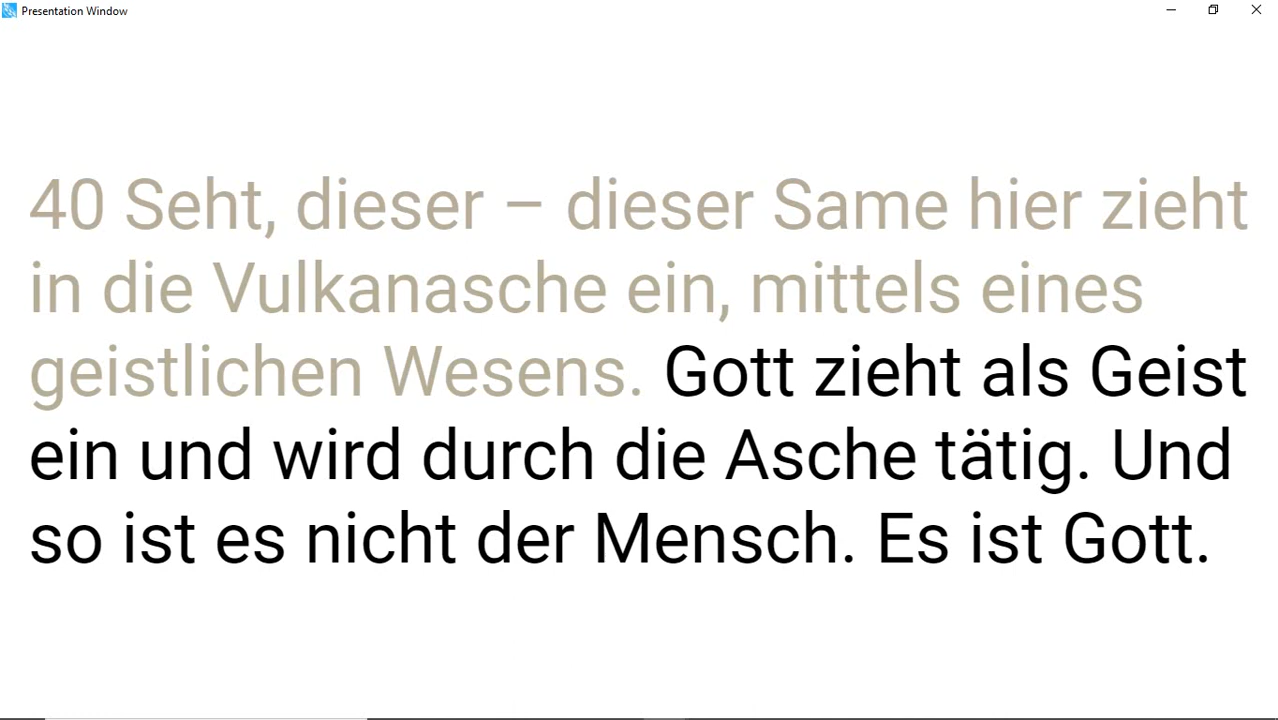 Presentation Window
40 Seht, dieser – dieser Same hier zieht
in die Vulkanasche ein, mittels eines
geistlichen Wesens. Gott zieht als Geist
ein und wird durch die Asche tätig. Und
so ist es nicht der Mensch. Es ist Gott.